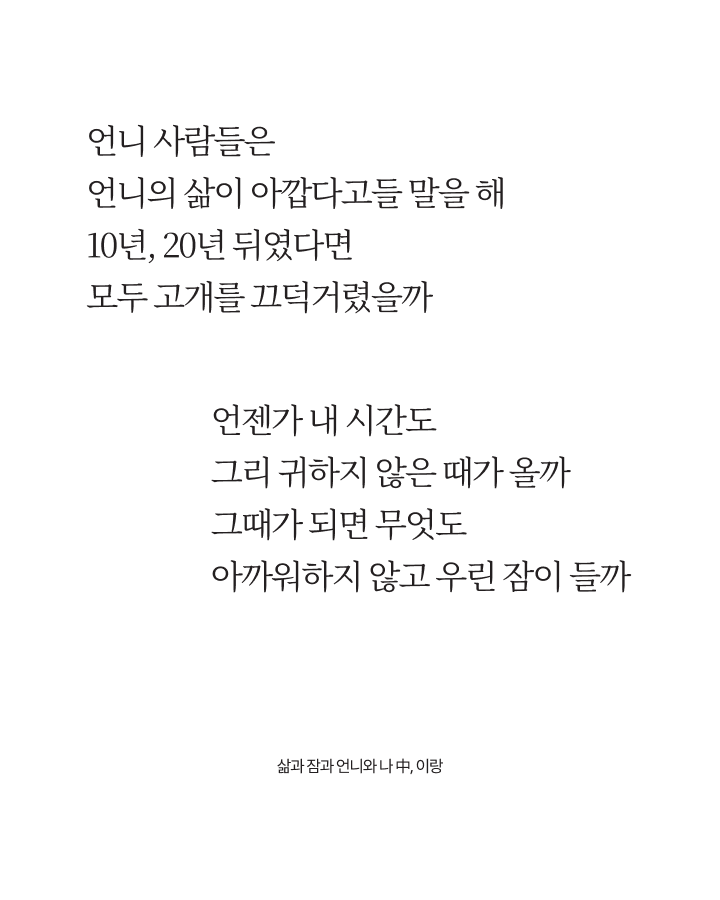 언니 사람들은
언니의 삶이 아깝다고들 말을 해
10년, 20년 뒤였다면
모두 고개를 끄덕거렸을까
언젠가 내 시간도
그리 귀하지 않은 때가 올까
그때가 되면 무엇도
아까워하지 않고 우린 잠이 들까
삶과 잠과 언니와 나 中, 이랑